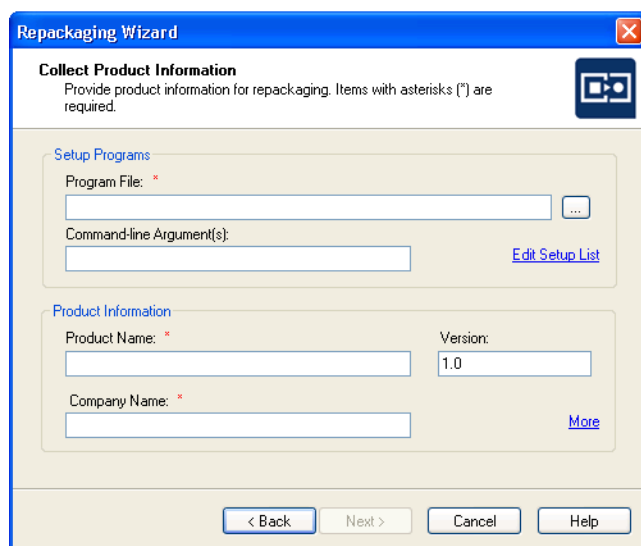 Repackaging Wizard
Collect Product Information
Provide product information for repackaging. Items with asterisks (*) are
required.
Setup Programs
Program File: *
...
Command-line Argument(s):
Edit Setup List
Product Information
Product Name: *
Version:
1.0
Company Name: *
More
< Back
Next >
Cancel
Help